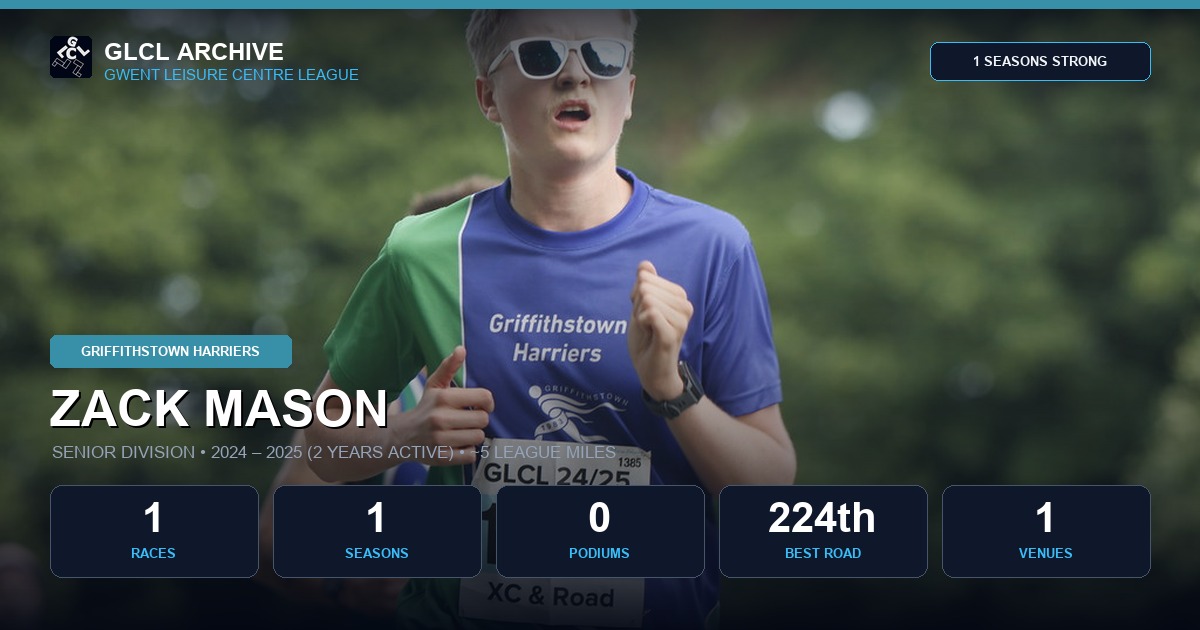 GLCL ARCHIVE
GWENT LEISURE CENTRE LEAGUE
1 SEASONS STRONG
Griffithstown
Harriers
GRIFFITHSTOWN
GRIFFITHSTOWN HARRIERS
ZACK MASON
SENIOR DIVISION • 2024 – 2025 (2 YEARS ACTIVE) • ~5 LEAGUE MILES
GLCL 24/25
1385
1
RACES
1
SEASONS
0
PODIUMS
224th
BEST ROAD
1
VENUES
XC & Road